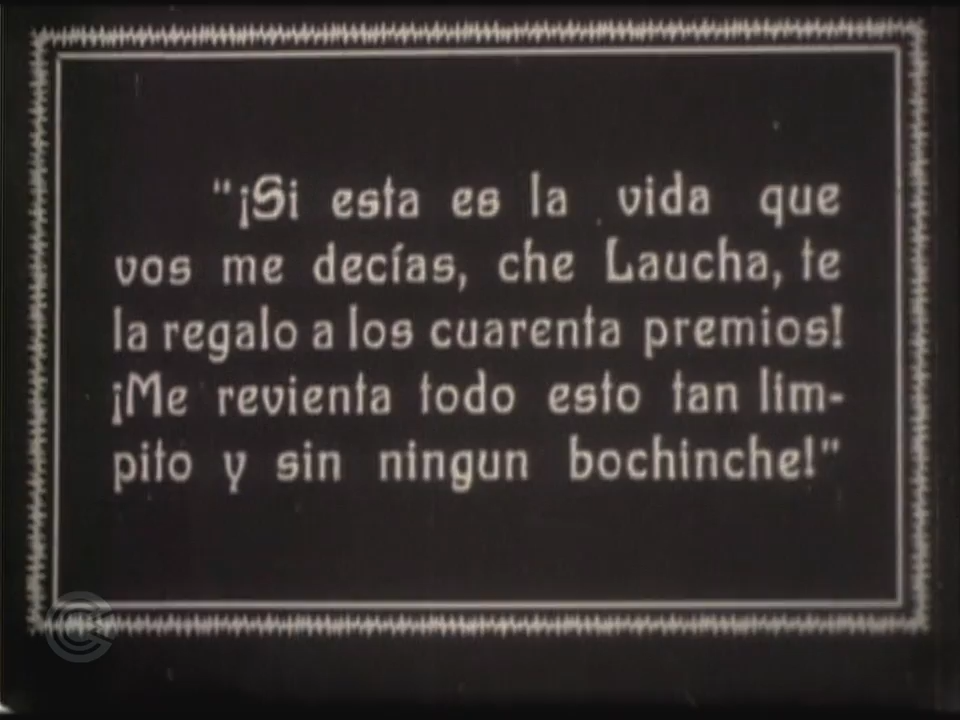 "¡Si esta es la vida que
vos me decías, che Laucha, te
la regalo a los cuarenta premios!
¡Me revienta todo esto tan lim-
pito y sin ningun bochinche!"